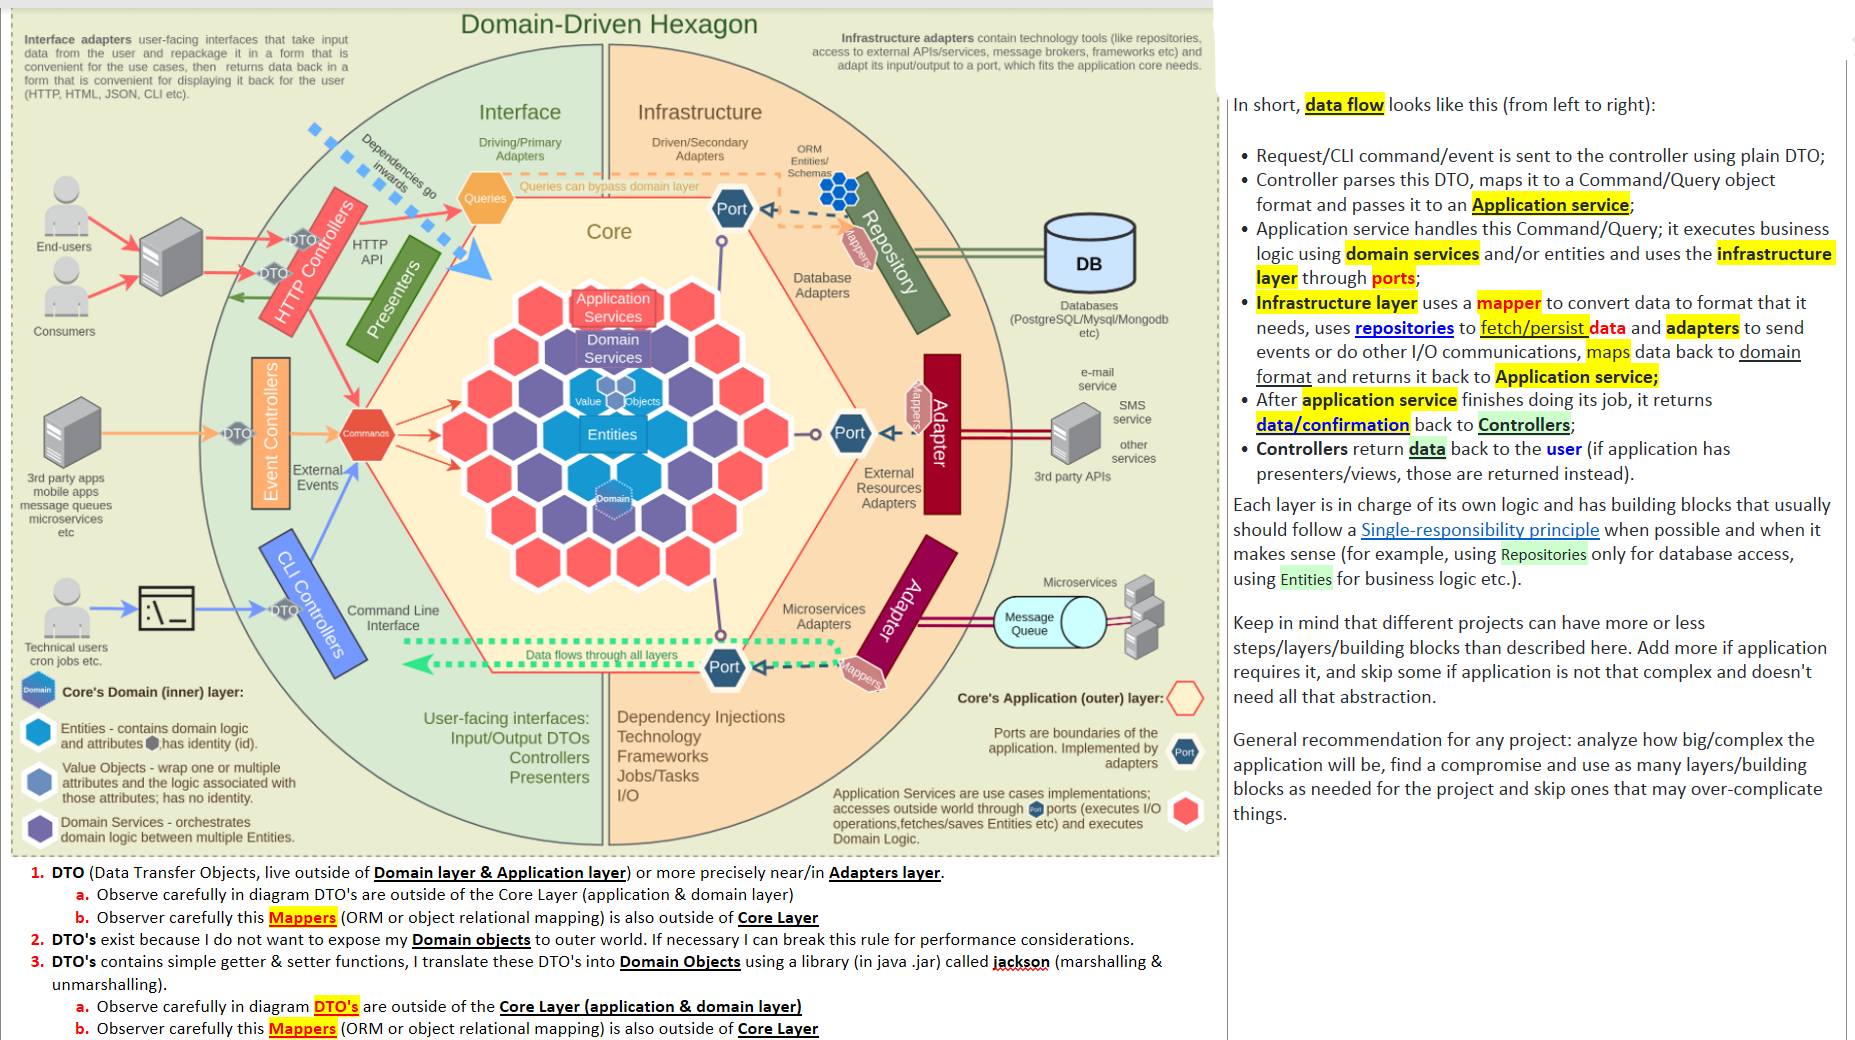 Domain-Driven Hexagon
Interface adapters user-facing interfaces that take input
data from the user and repackage it in a form that is
convenient for the use cases, then returns data back in a
form that is convenient for displaying it back for the user
(HTTP, HTML, JSON, CLI etc).
Infrastructure adapters contain technology tools (like repositories,
access to external APIs/services, message brokers, frameworks etc) and
adapt its input/output to a port, which fits the application core needs.
Interface
Driving/Primary
Adapters
Infrastructure
Driven/Secondary
Adapters
Dependencies go
inwards
Queries
Queries can bypass domain layer
ORM
Entities/
Schemas
Port
Mappers
Repository
Core
End-users
Consumers
DTO
DTO
HTTP Controllers
HTTP
API
Presenters
Database
Adapters
DB
Databases
(PostgreSQL/Mysql/Mongodb
etc)
Application
Services
Domain
Services
Value
Objects
Entities
Domain
3rd party apps
mobile apps
message queues
microservices
etc
DTO
Event Controllers
External
Events
Commands
Port
Mappers
Adapter
External
Resources
Adapters
e-mail
service
SMS
service
other
services
3rd party APIs
Technical users
cron jobs etc.
:\_
DTO
CLI Controllers
Command Line
Interface
Data flows through all layers
Port
Microservices
Adapters
Mappers
Adapter
Message
Queue
Microservices
Domain
Core's Domain (inner) layer:
Entities - contains domain logic
and attributes ,has identity (id).
Value Objects - wrap one or multiple
attributes and the logic associated with
those attributes; has no identity.
Domain Services - orchestrates
domain logic between multiple Entities.
User-facing interfaces:
Input/Output DTOs
Controllers
Presenters
Dependency Injections
Technology
Frameworks
Jobs/Tasks
I/O
Core's Application (outer) layer:
Ports are boundaries of the
application. Implemented by
adapters
Port
Application Services are use cases implementations;
accesses outside world through Port ports (executes I/O
operations,fetches/saves Entities etc) and executes
Domain Logic.
1. DTO (Data Transfer Objects, live outside of Domain layer & Application layer) or more precisely near/in Adapters layer.
a. Observe carefully in diagram DTO's are outside of the Core Layer (application & domain layer)
b. Observer carefully this Mappers (ORM or object relational mapping) is also outside of Core Layer
2. DTO's exist because I do not want to expose my Domain objects to outer world. If necessary I can break this rule for performance considerations.
3. DTO's contains simple getter & setter functions, I translate these DTO's into Domain Objects using a library (in java .jar) called jackson (marshalling &
unmarshalling).
a. Observe carefully in diagram DTO's are outside of the Core Layer (application & domain layer)
b. Observer carefully this Mappers (ORM or object relational mapping) is also outside of Core Layer
In short, data flow looks like this (from left to right):
• Request/CLI command/event is sent to the controller using plain DTO;
• Controller parses this DTO, maps it to a Command/Query object
format and passes it to an Application service;
• Application service handles this Command/Query; it executes business
logic using domain services and/or entities and uses the infrastructure
layer through ports;
• Infrastructure layer uses a mapper to convert data to format that it
needs, uses repositories to fetch/persist data and adapters to send
events or do other I/O communications, maps data back to domain
format and returns it back to Application service;
• After application service finishes doing its job, it returns
data/confirmation back to Controllers;
• Controllers return data back to the user (if application has
presenters/views, those are returned instead).
Each layer is in charge of its own logic and has building blocks that usually
should follow a Single-responsibility principle when possible and when it
makes sense (for example, using Repositories only for database access,
using Entities for business logic etc.).
Keep in mind that different projects can have more or less
steps/layers/building blocks than described here. Add more if application
requires it, and skip some if application is not that complex and doesn't
need all that abstraction.
General recommendation for any project: analyze how big/complex the
application will be, find a compromise and use as many layers/building
blocks as needed for the project and skip ones that may over-complicate
things.